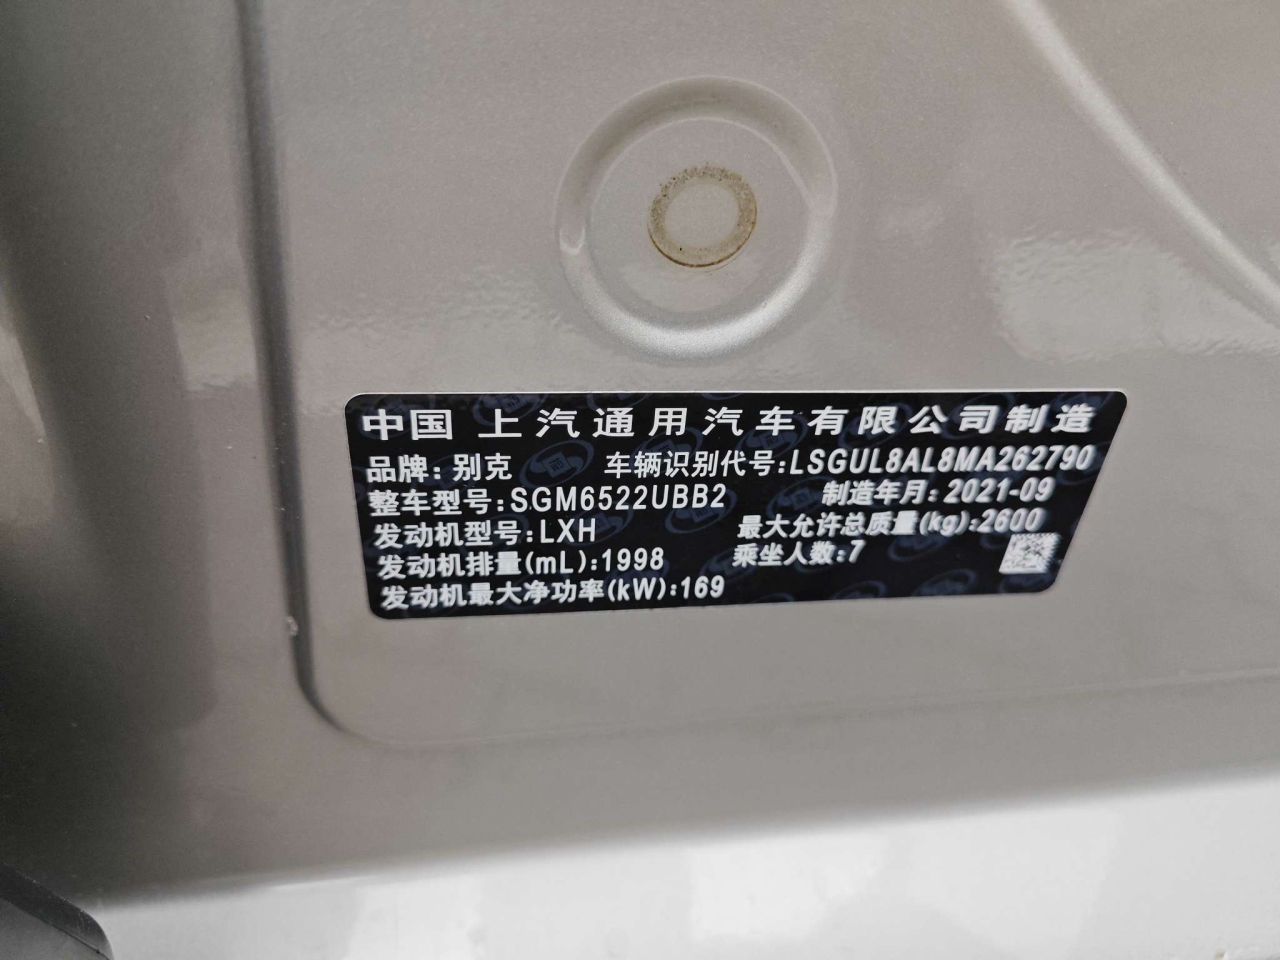 中国 上汽通用汽车有限公司制造
品牌:别克 车辆识别代号:LSGUL8AL8MA262790
整车型号:SGM6522UBB2 制造年月:2021-09
发动机型号:LXH 最大允许总质量(kg):2600
发动机排量(mL):1998 乘坐人数:7
发动机最大净功率(kW):169